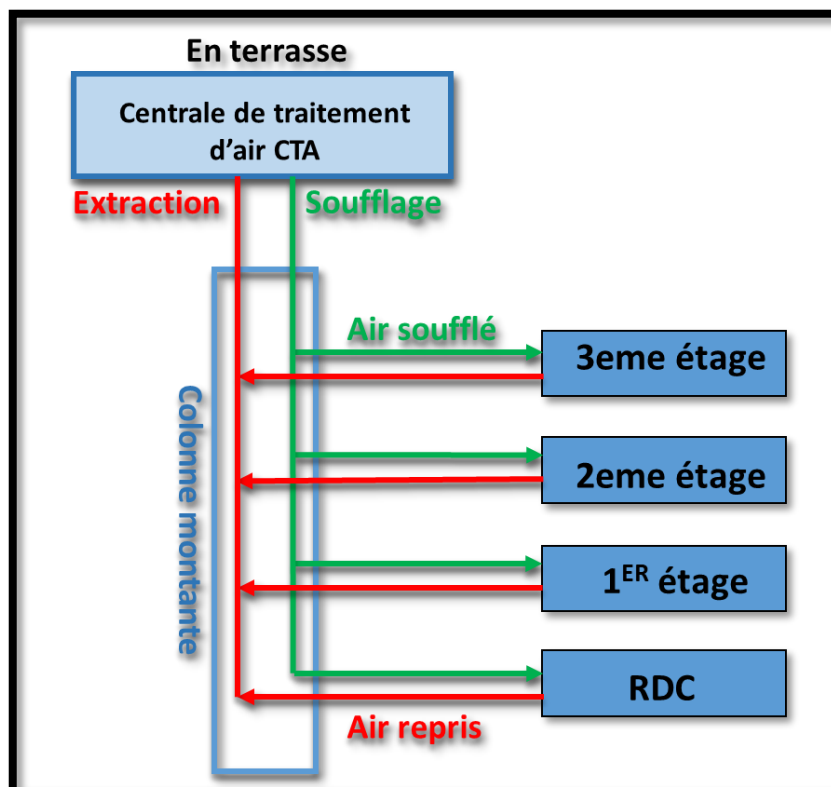 En terrasse
Centrale de traitement
d’air CTA
Extraction
Soufflage
Air soufflé
3eme étage
Colonne montante
2eme étage
1ER étage
RDC
Air repris